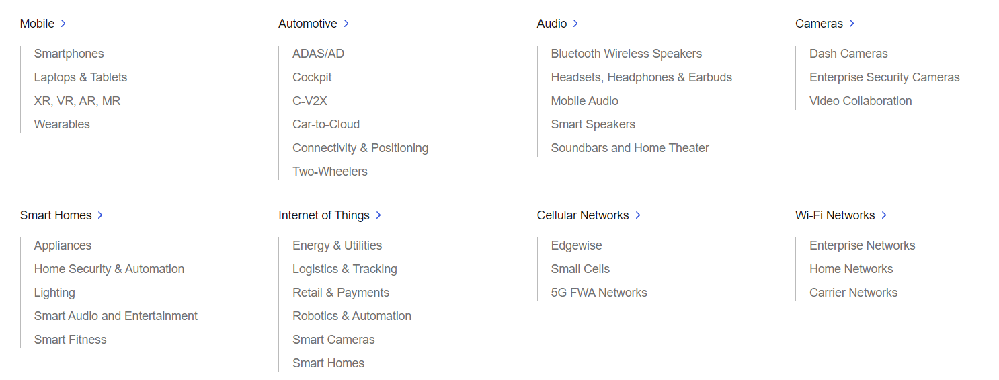 Mobile
Smartphones
Laptops & Tablets
XR, VR, AR, MR
Wearables
Automotive
ADAS/AD
Cockpit
C-V2X
Car-to-Cloud
Connectivity & Positioning
Two-Wheelers
Audio
Bluetooth Wireless Speakers
Headsets, Headphones & Earbuds
Mobile Audio
Smart Speakers
Soundbars and Home Theater
Cameras
Dash Cameras
Enterprise Security Cameras
Video Collaboration
Smart Homes
Appliances
Home Security & Automation
Lighting
Smart Audio and Entertainment
Smart Fitness
Internet of Things
Energy & Utilities
Logistics & Tracking
Retail & Payments
Robotics & Automation
Smart Cameras
Smart Homes
Cellular Networks
Edgewise
Small Cells
5G FWA Networks
Wi-Fi Networks
Enterprise Networks
Home Networks
Carrier Networks